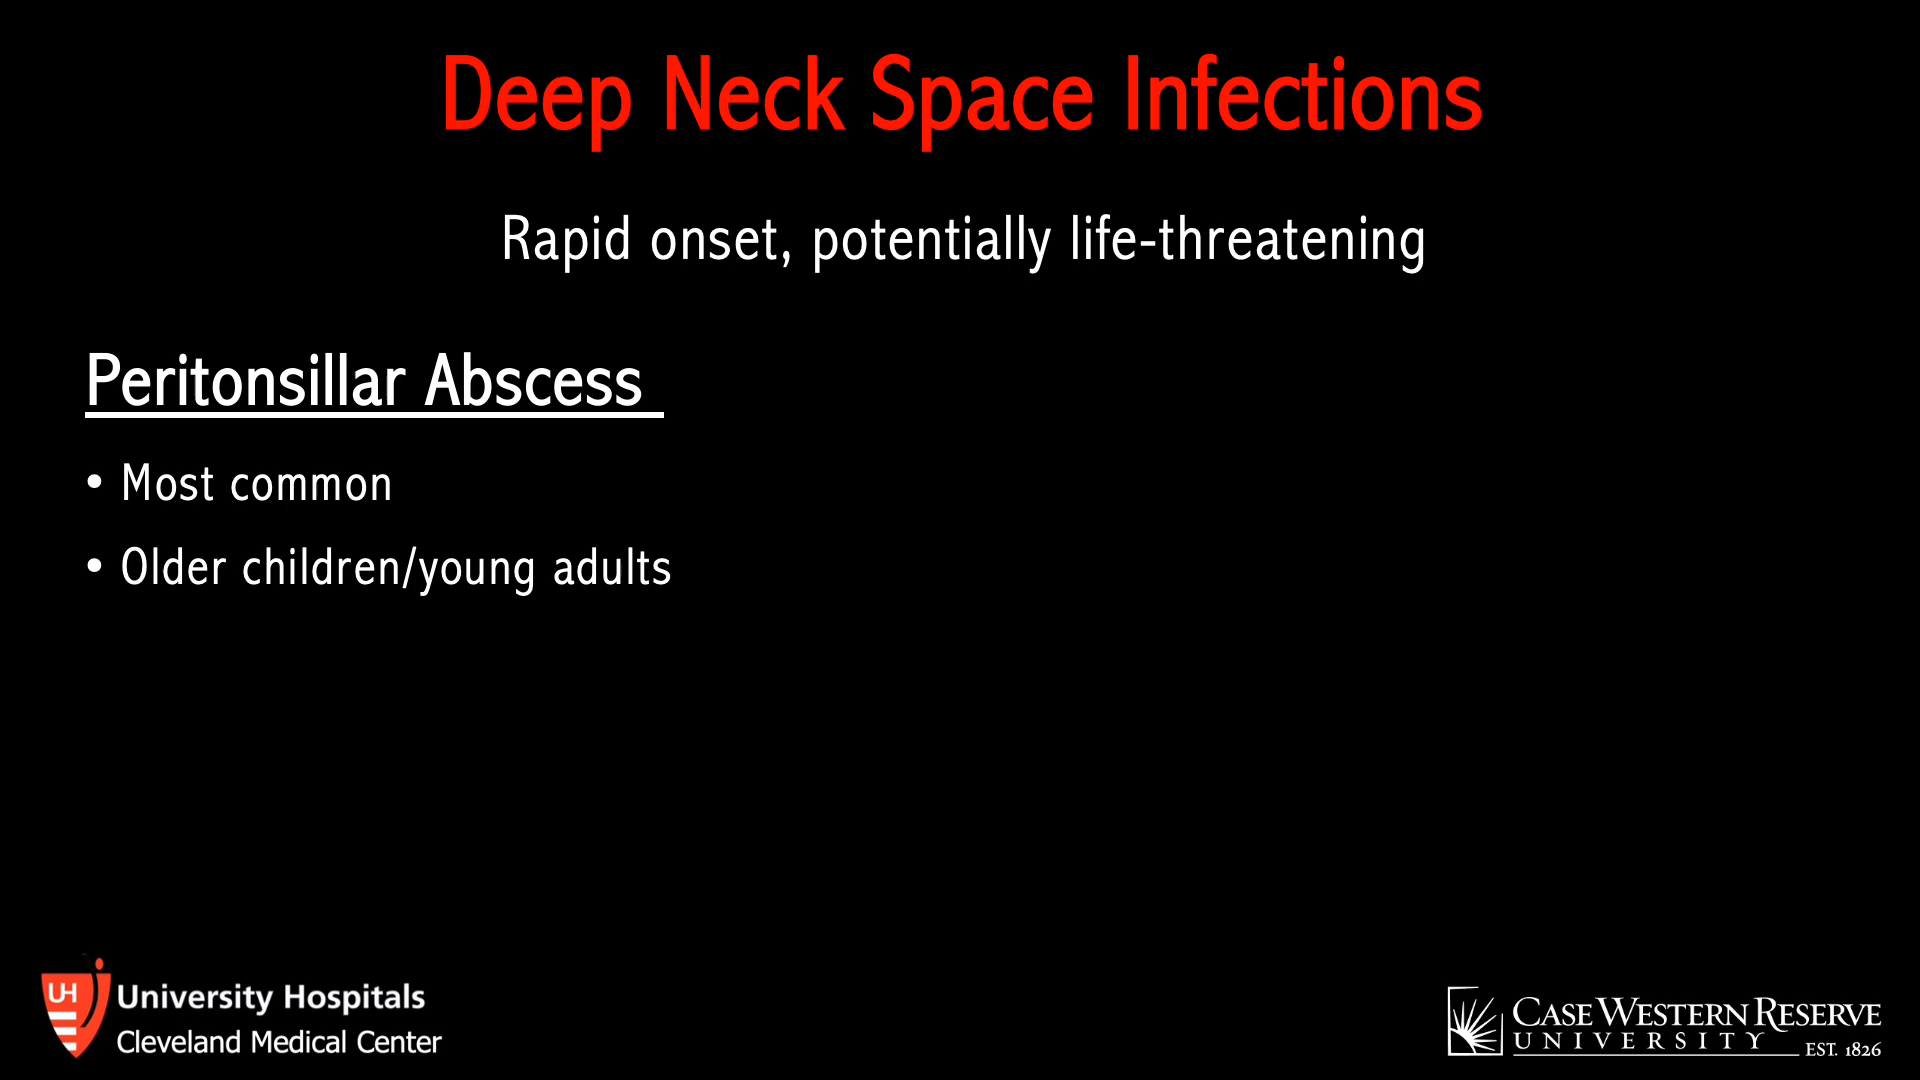 Deep Neck Space Infections
Rapid onset, potentially life-threatening
Peritonsillar Abscess
• Most common
• Older children/young adults
UH
University Hospitals
Cleveland Medical Center
CASE WESTERN RESERVE
UNIVERSITY
EST. 1826